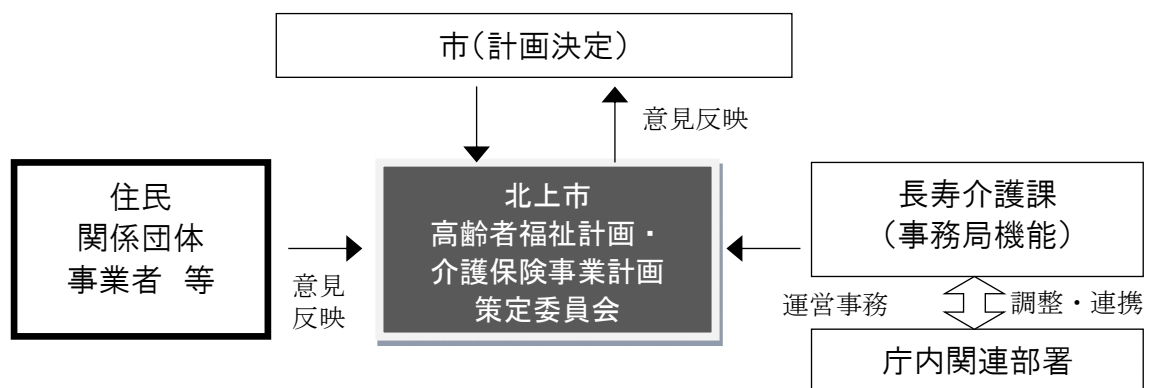 市(計画決定)
意見反映
住民
関係団体
事業者 等
意見
反映
北上市
高齢者福祉計画・
介護保険事業計画
策定委員会
長寿介護課
(事務局機能)
運営事務
調整・連携
庁内関連部署